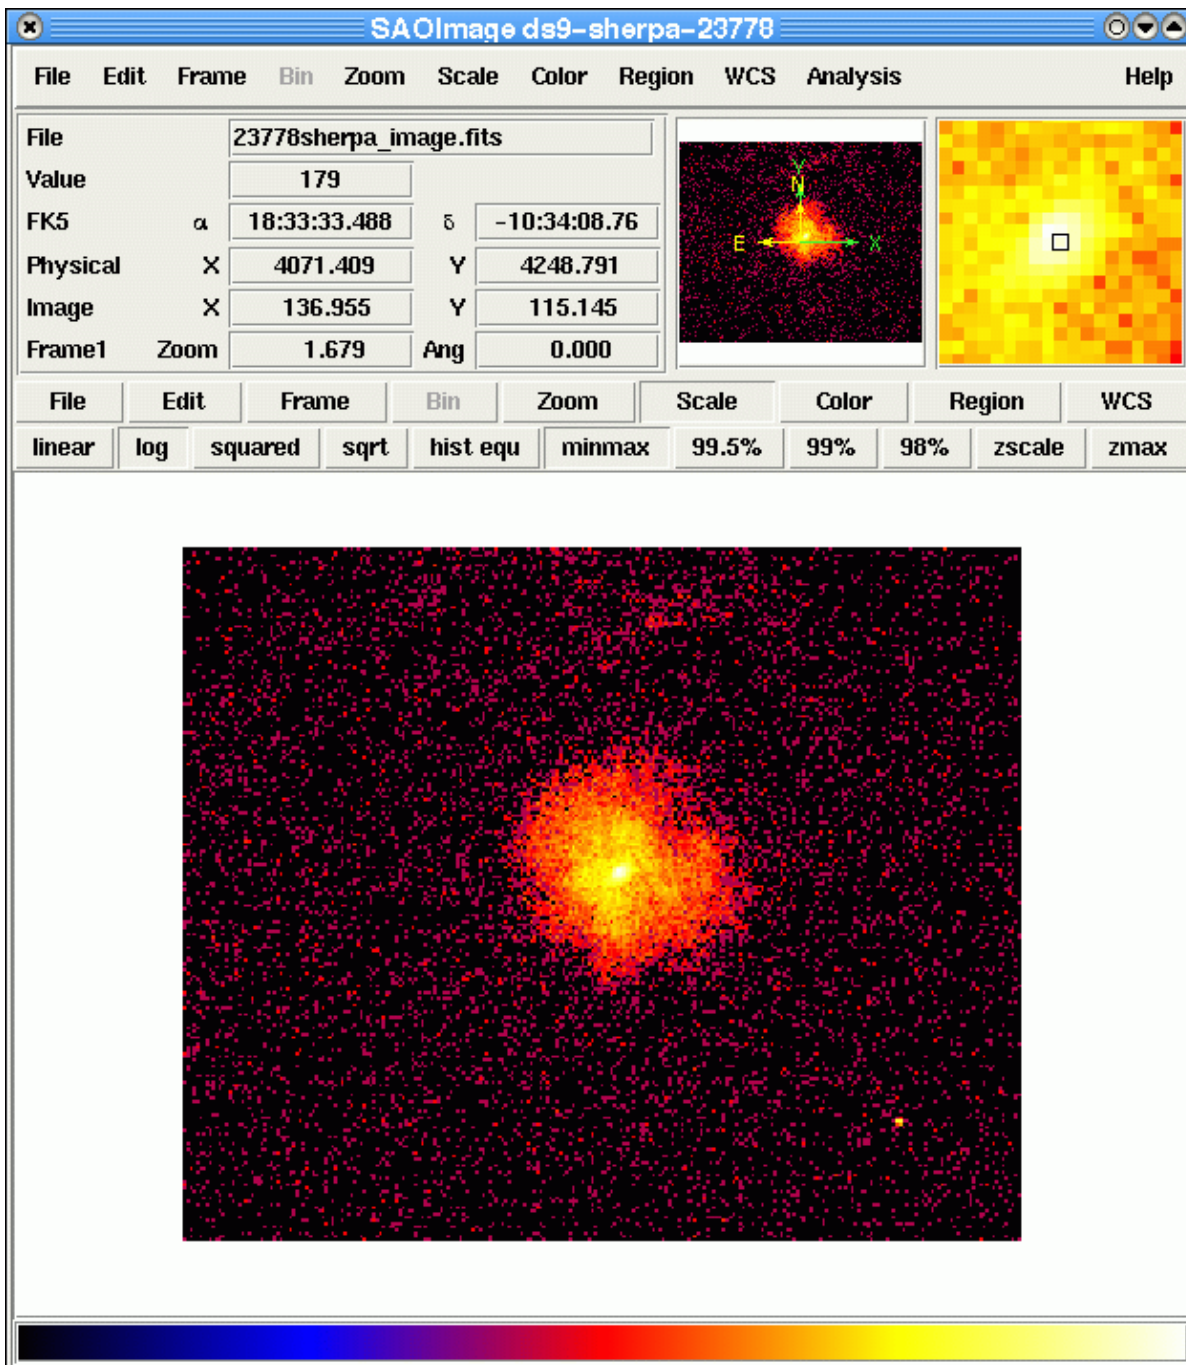 SAOImage ds9-sherpa-23778
File Edit Frame Bin Zoom Scale Color Region WCS Analysis Help
File 23778sherpa_image.fits
Value 179
FK5 α 18:33:33.488 δ -10:34:08.76
Physical X 4071.409 Y 4248.791
Image X 136.955 Y 115.145
Frame1 Zoom 1.679 Ang 0.000
Y
N
E X
File Edit Frame Bin Zoom Scale Color Region WCS
linear log squared sqrt hist equ minmax 99.5% 99% 98% zscale zmax